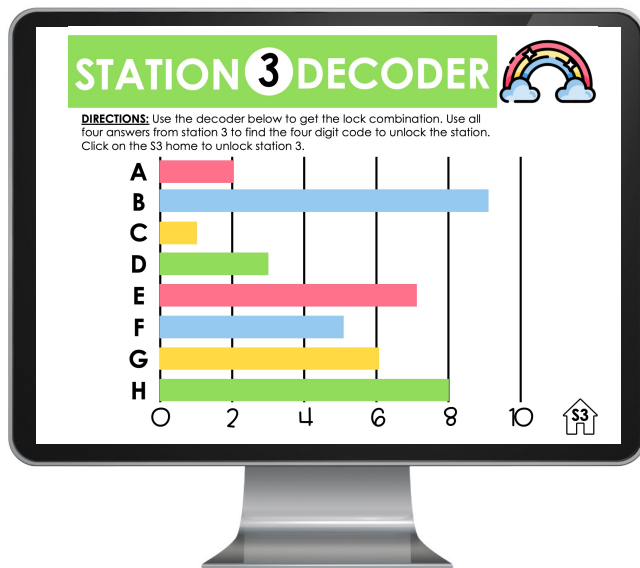 STATION 3 DECODER
DIRECTIONS: Use the decoder below to get the lock combination. Use all
four answers from station 3 to find the four digit code to unlock the station.
Click on the S3 home to unlock station 3.
A
B
C
D
E
F
G
H
0 2 4 6 8 10
S3